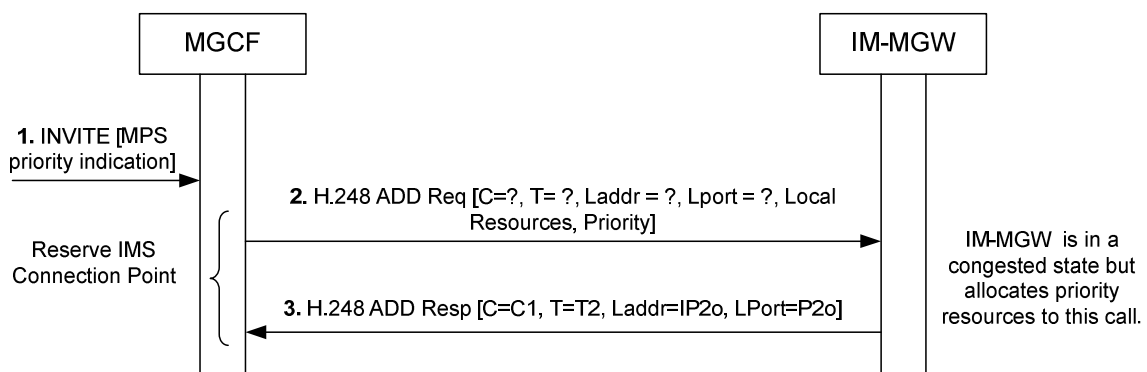 MGCF
IM-MGW
1. INVITE [MPS
priority indication]
2. H.248 ADD Req [C=?, T= ?, Laddr = ?, Lport = ?, Local
Resources, Priority]
Reserve IMS
Connection Point
IM-MGW is in a
congested state but
allocates priority
resources to this call.
3. H.248 ADD Resp [C=C1, T=T2, Laddr=IP2o, LPort=P2o]